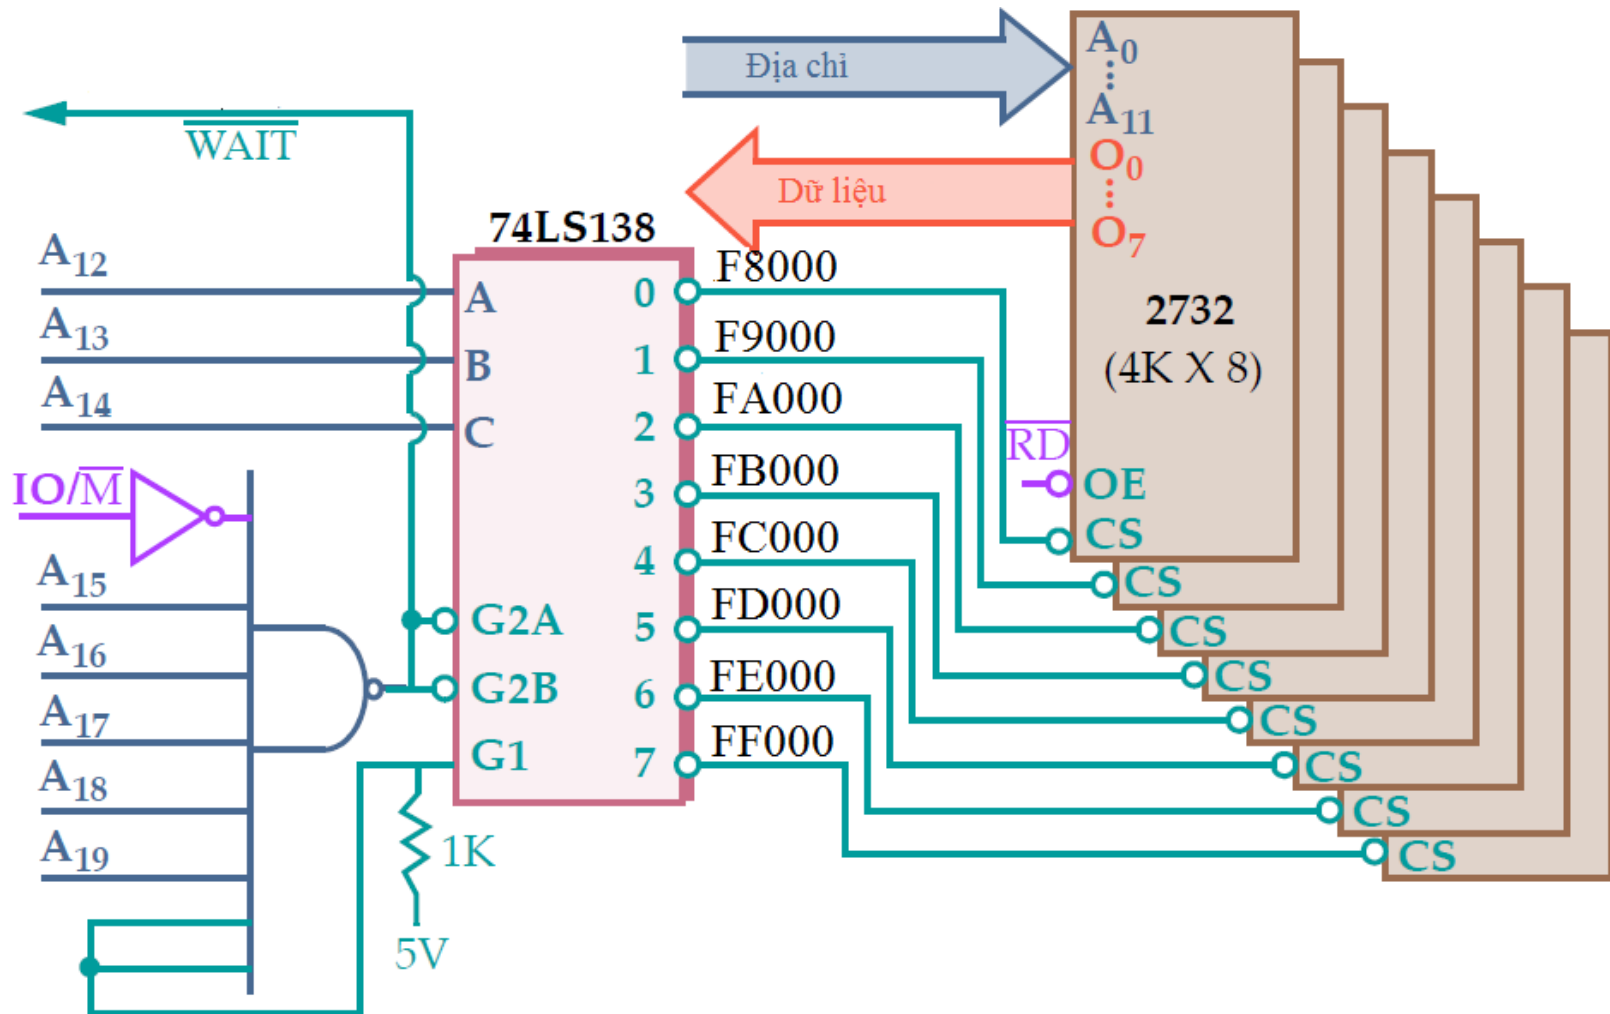 Địa chỉ
A0
A11
WAIT
O0
Dữ liệu
O7
74LS138
A12
A
0
F8000
A13
B
1
F9000
2732
(4K X 8)
A14
C
2
FA000
RD
IO/M
3
FB000
OE
4
FC000
CS
A15
G2A
5
FD000
CS
A16
G2B
6
FE000
CS
A17
G1
7
FF000
CS
A18
1K
CS
A19
5V
CS
CS
CS